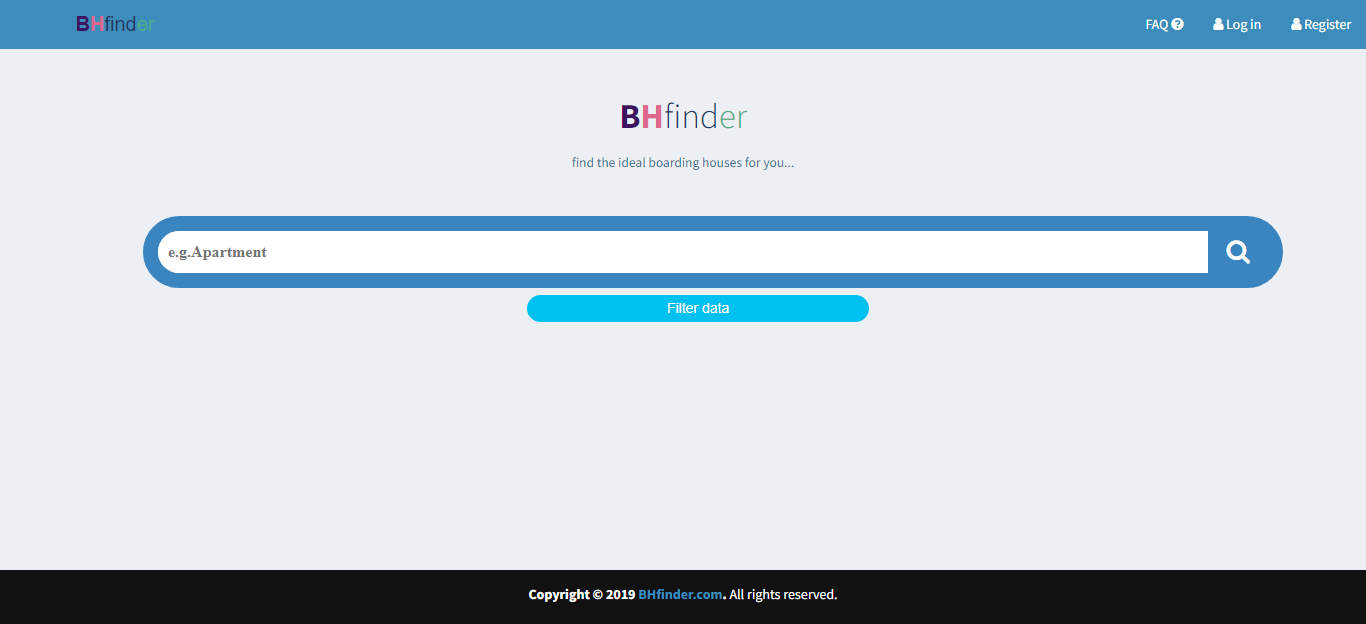 BHfinder
FAQ
Log in
Register
BHfinder
find the ideal boarding houses for you...
e.g.Apartment
Filter data
Copyright © 2019 BHfinder.com. All rights reserved.